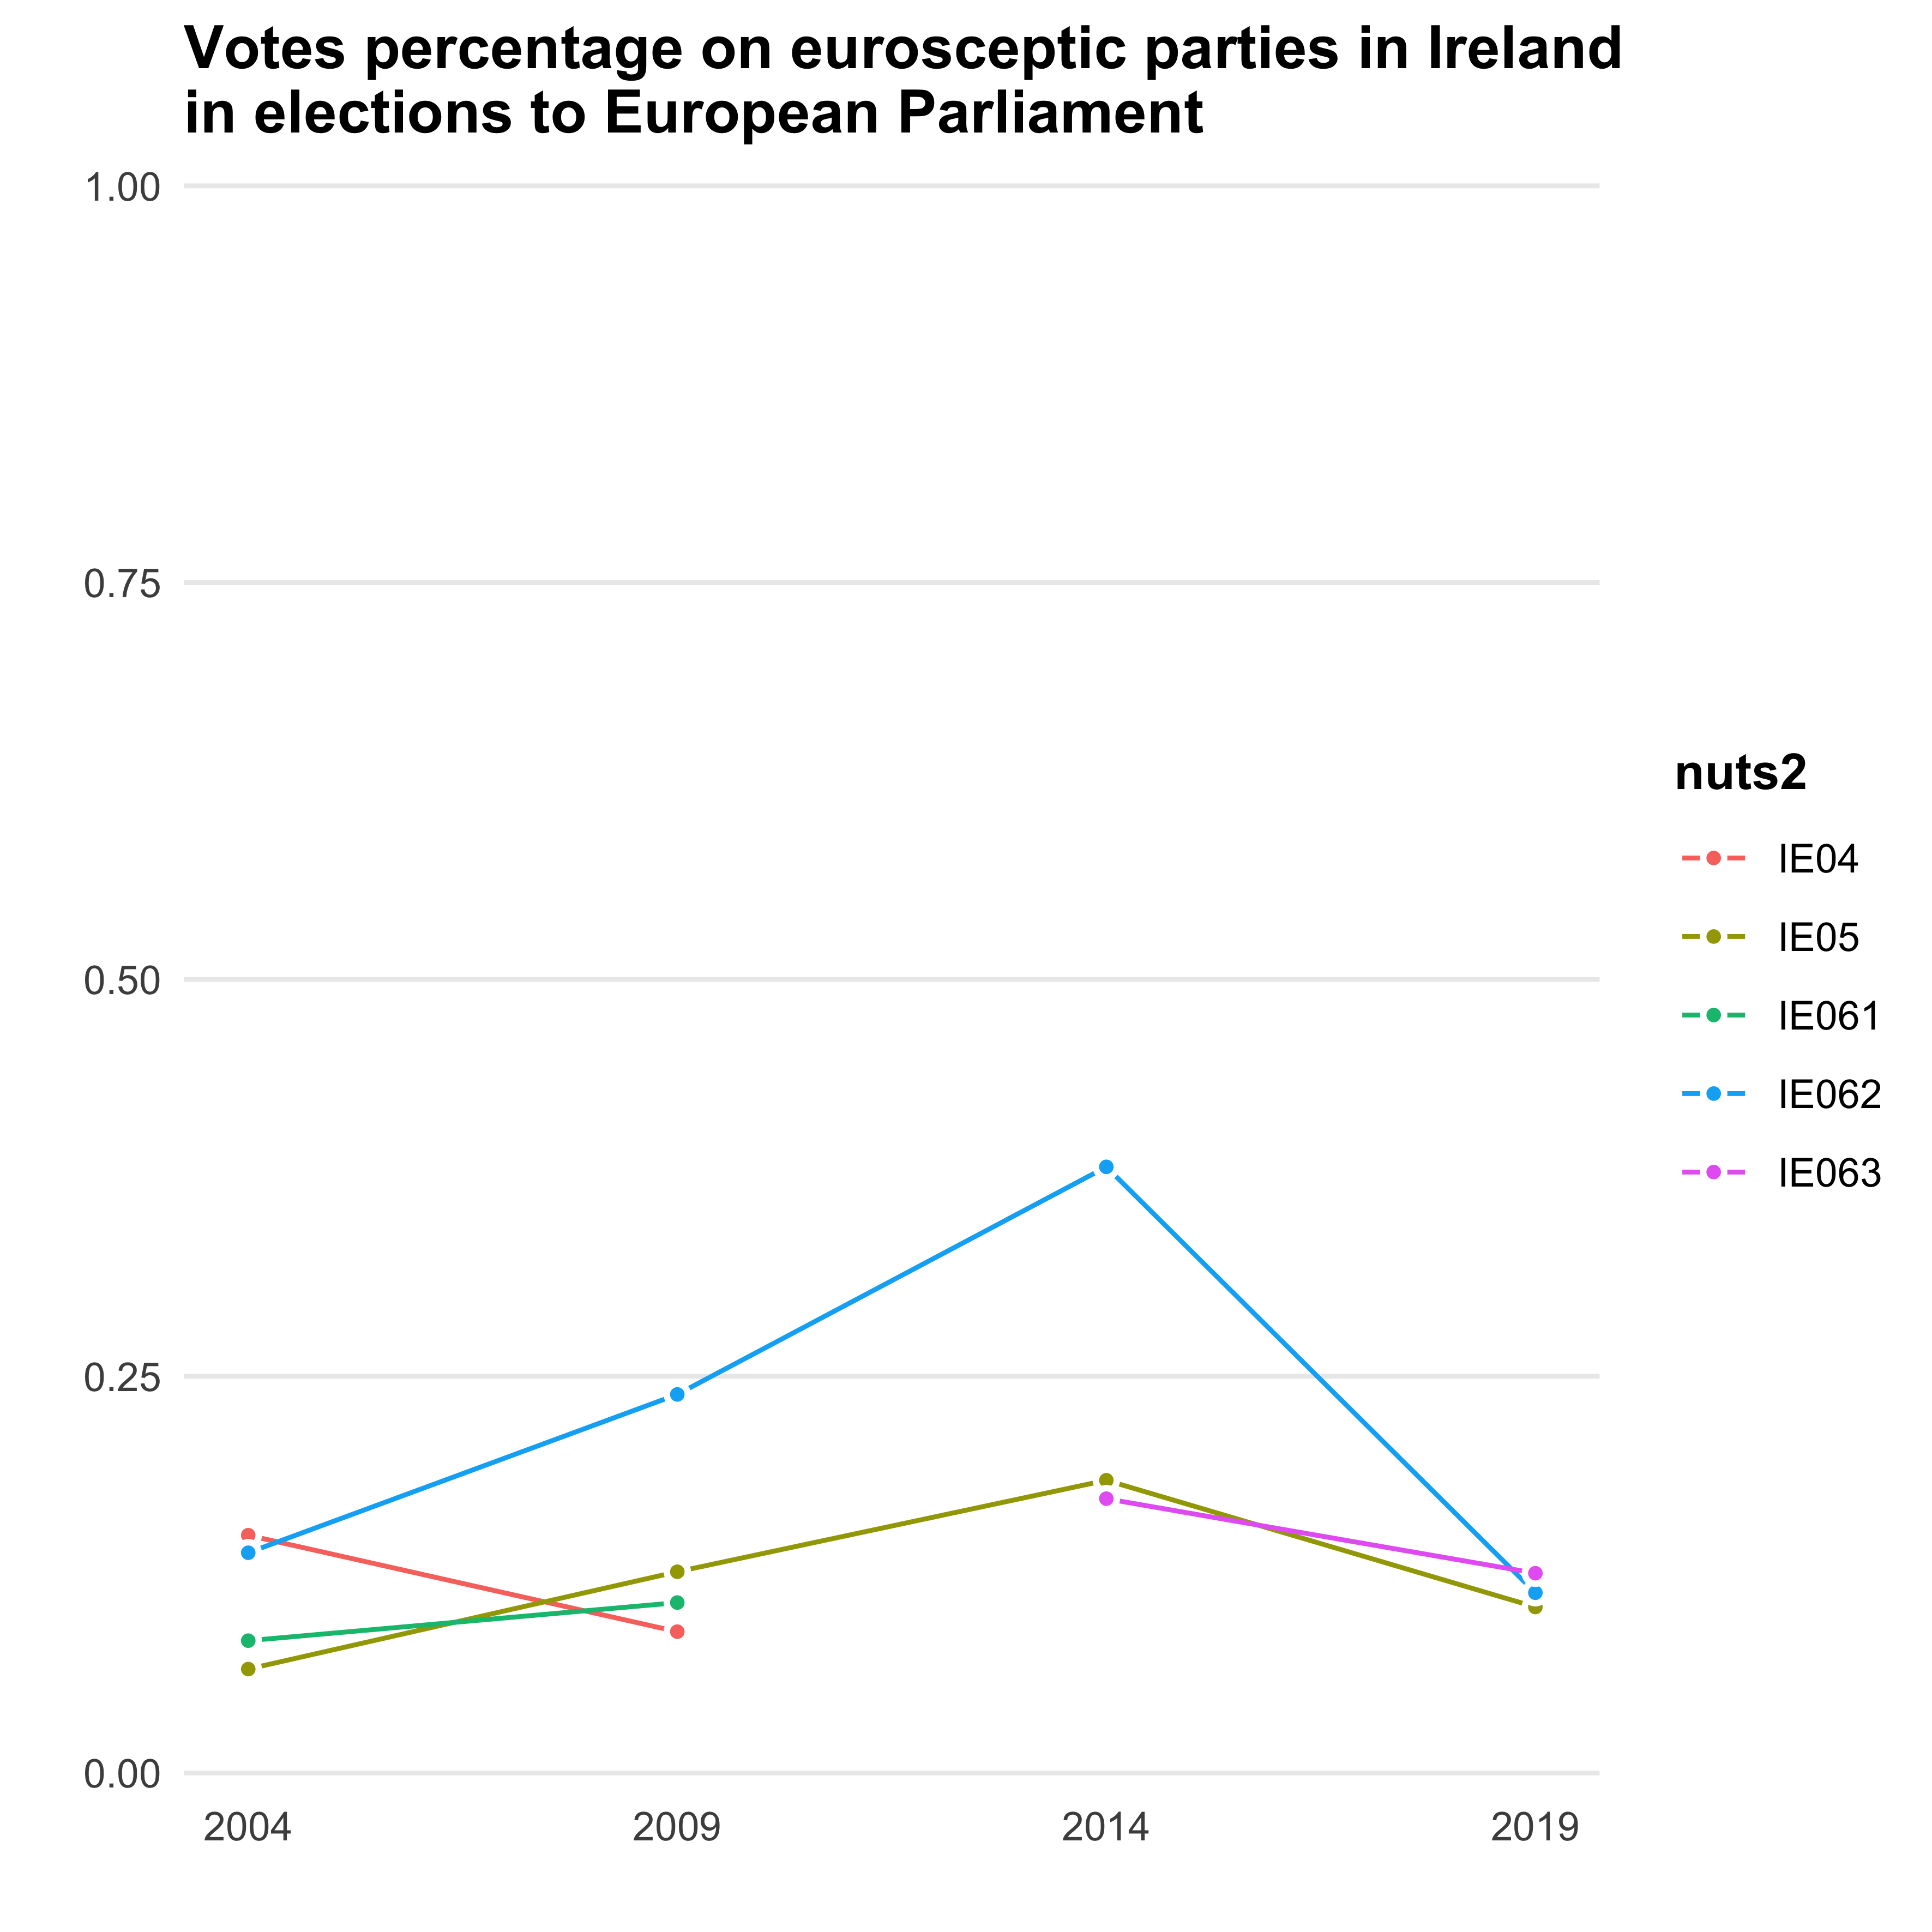 Votes percentage on eurosceptic parties in Ireland
in elections to European Parliament
1.00
0.75
0.50
0.25
0.00
2004 2009 2014 2019
nuts2
IE04
IE05
IE061
IE062
IE063